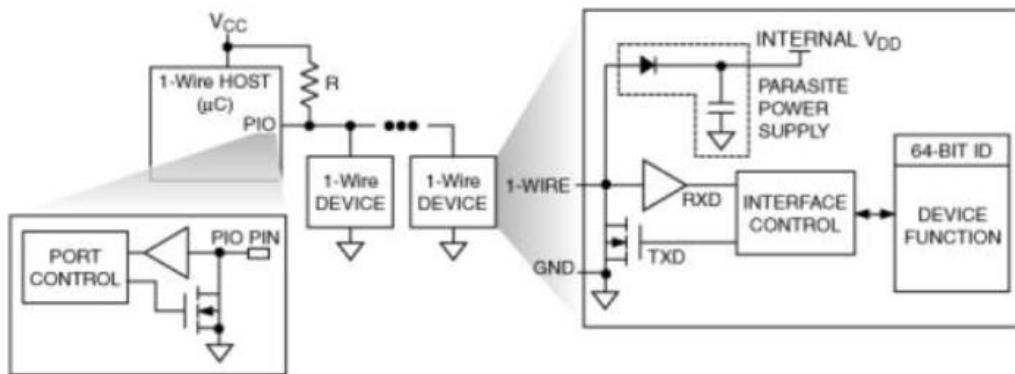 VCC
1-Wire HOST
(µC)
R
PIO
1-Wire
DEVICE
1-Wire
DEVICE
PORT
CONTROL
PIO PIN
INTERNAL VDD
PARASITE
POWER
SUPPLY
1-WIRE
RXD
INTERFACE
CONTROL
64-BIT ID
DEVICE
FUNCTION
TXD
GND